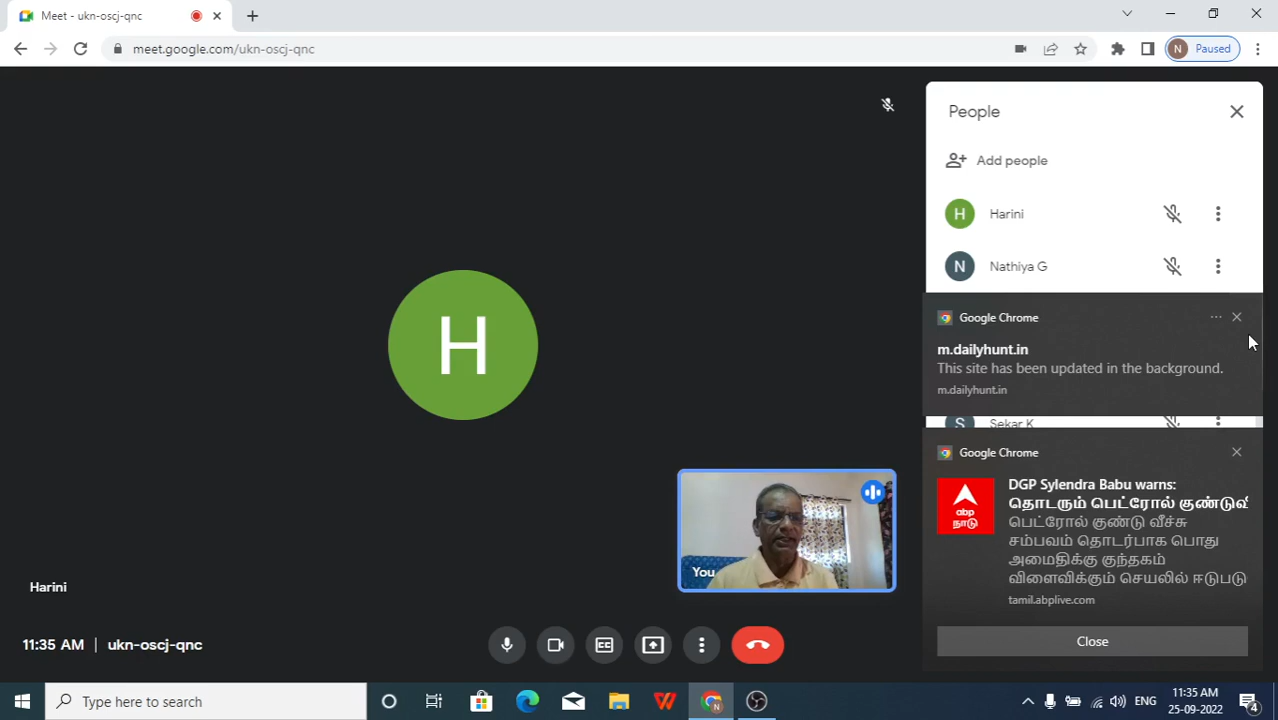 Meet - ukn-oscj-qnc
meet.google.com/ukn-oscj-qnc
N
Paused
People
Add people
H
Harini
N
Nathiya G
H
Google Chrome
m.dailyhunt.in
This site has been updated in the background.
m.dailyhunt.in
S
Sekar K
Google Chrome
DGP Sylendra Babu warns:
தொடரும் பெட்ரோல் குண்டுவீ
abp
நாடு
பெட்ரோல் குண்டு வீச்சு
சம்பவம் தொடர்பாக பொது
அமைதிக்கு குந்தகம்
விளைவிக்கும் செயலில் ஈடுபடு
tamil.abplive.com
Close
You
Harini
11:35 AM | ukn-oscj-qnc
CC
Type here to search
W
N
ENG
11:35 AM
25-09-2022
4